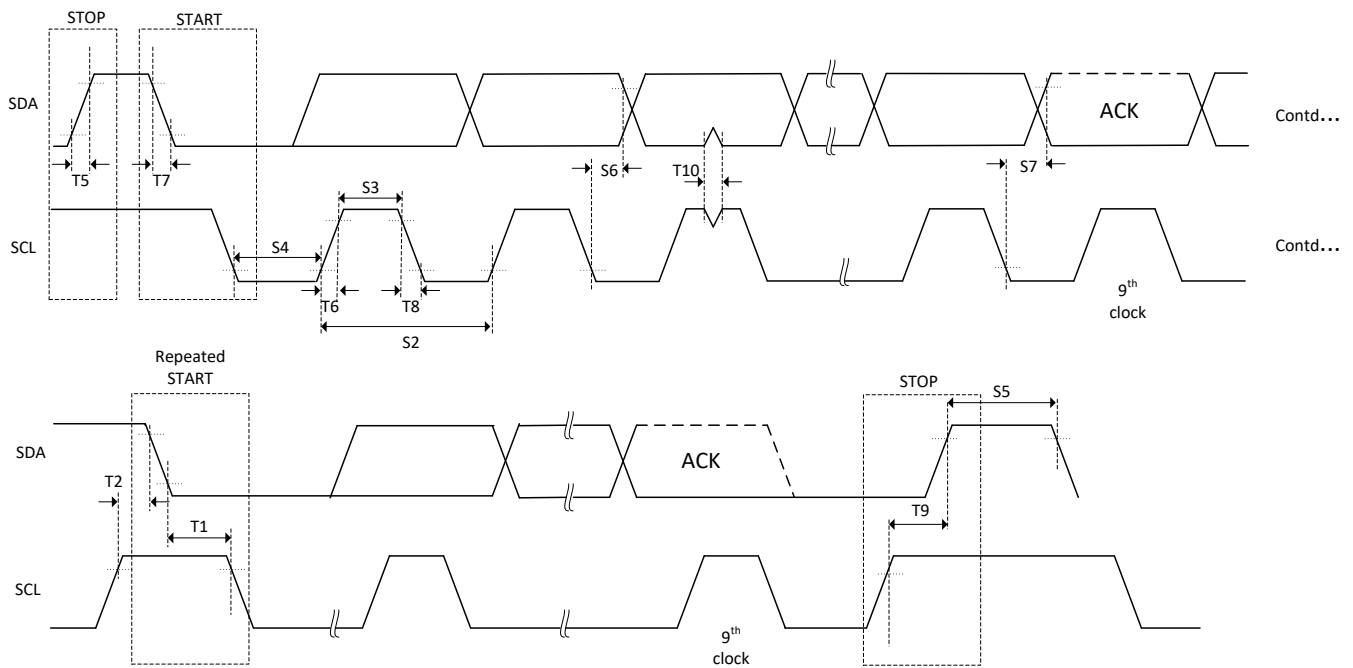 STOP
START
SDA
ACK
Contd...
T5
T7
S6
T10
S7
S3
SCL
S4
Contd...
T6
T8
9th
clock
S2
Repeated
START
STOP
S5
SDA
T2
ACK
T9
T1
SCL
9th
clock